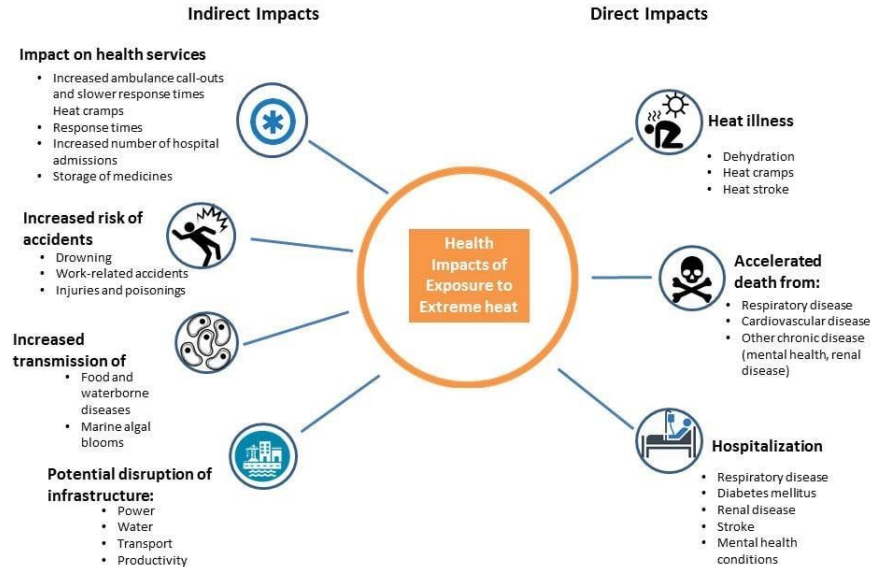 Indirect Impacts
Direct Impacts
Impact on health services
• Increased ambulance call-outs
and slower response times
Heat cramps
• Response times
• Increased number of hospital
admissions
• Storage of medicines
Increased risk of
accidents
• Drowning
• Work-related accidents
• Injuries and poisonings
Increased
transmission of
• Food and
waterborne
diseases
• Marine algal
blooms
Potential disruption of
infrastructure:
• Power
• Water
• Transport
• Productivity
Health
Impacts of
Exposure to
Extreme heat
Heat illness
• Dehydration
• Heat cramps
• Heat stroke
Accelerated
death from:
• Respiratory disease
• Cardiovascular disease
• Other chronic disease
(mental health, renal
disease)
Hospitalization
• Respiratory disease
• Diabetes mellitus
• Renal disease
• Stroke
• Mental health
conditions